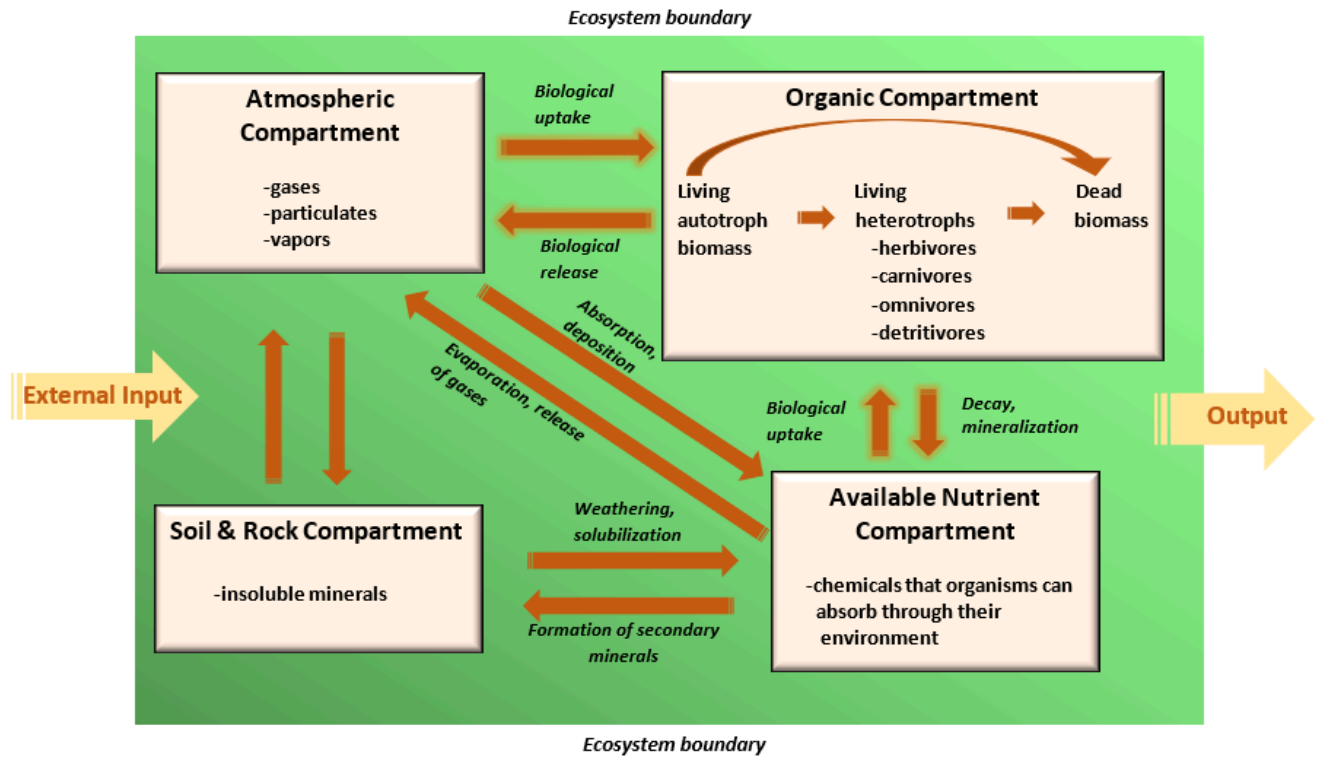 Ecosystem boundary
Atmospheric
Compartment
-gases
-particulates
-vapors
Biological
uptake
Biological
release
Organic Compartment
Living
autotroph
biomass
Living
heterotrophs
-herbivores
-carnivores
-omnivores
-detritivores
Dead
biomass
Absorption,
deposition
Evaporation, release
of gases
External Input
Biological
uptake
Decay,
mineralization
Output
Soil & Rock Compartment
-insoluble minerals
Weathering,
solubilization
Formation of secondary
minerals
Available Nutrient
Compartment
-chemicals that organisms can
absorb through their
environment
Ecosystem boundary